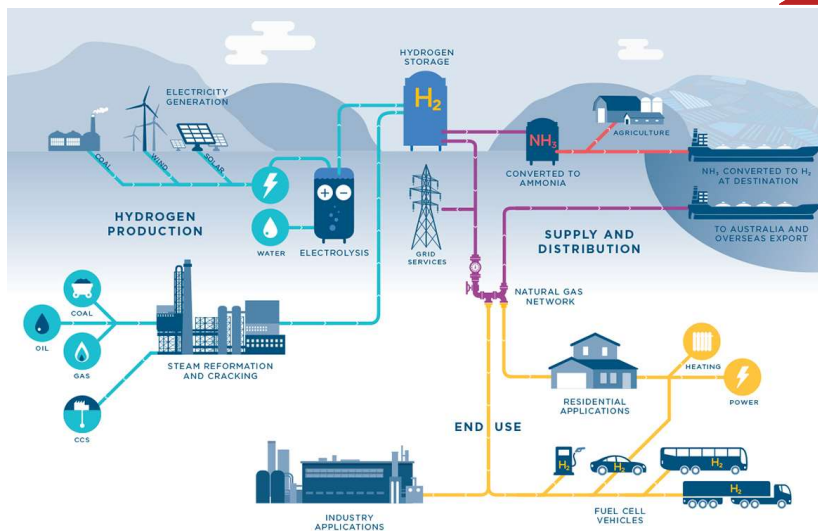 HYDROGEN
STORAGE
H₂
ELECTRICITY
GENERATION
COAL
WIND
SOLAR
NH₃
CONVERTED TO
AMMONIA
AGRICULTURE
NH₃ CONVERTED TO H₂
AT DESTINATION
HYDROGEN
PRODUCTION
WATER
ELECTROLYSIS
GRID
SERVICES
SUPPLY AND
DISTRIBUTION
TO AUSTRALIA AND
OVERSEAS EXPORT
NATURAL GAS
NETWORK
COAL
OIL
GAS
STEAM REFORMATION
AND CRACKING
CCS
RESIDENTIAL
APPLICATIONS
HEATING
POWER
END USE
H₂
H₂
H₂
H₂
INDUSTRY
APPLICATIONS
FUEL CELL
VEHICLES